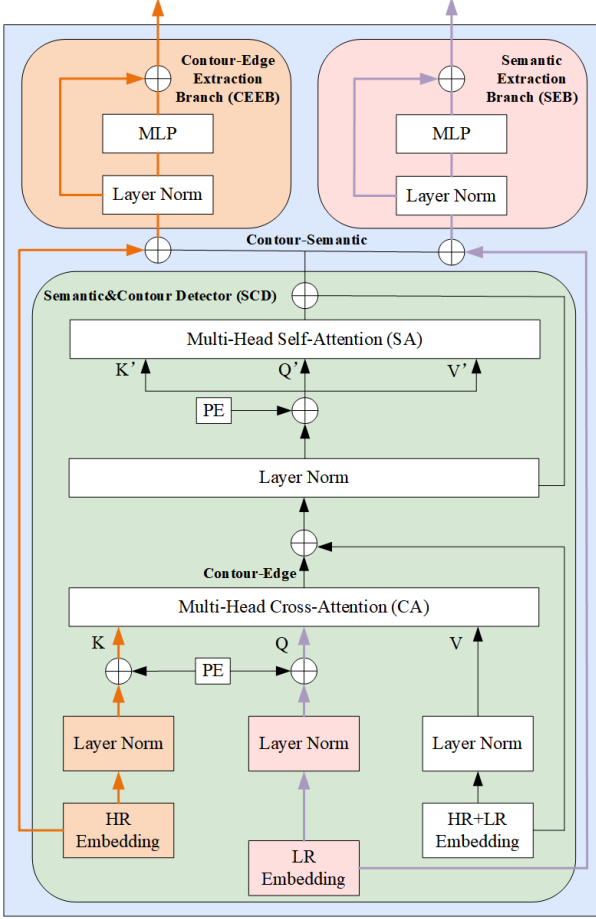 Contour-Edge
Extraction
Branch (CEEB)
MLP
Layer Norm
Semantic
Extraction
Branch (SEB)
MLP
Layer Norm
Contour-Semantic
Semantic&Contour Detector (SCD)
Multi-Head Self-Attention (SA)
K’
Q’
V’
PE
Layer Norm
Contour-Edge
Multi-Head Cross-Attention (CA)
K
Q
V
PE
Layer Norm
Layer Norm
Layer Norm
HR
Embedding
LR
Embedding
HR+LR
Embedding